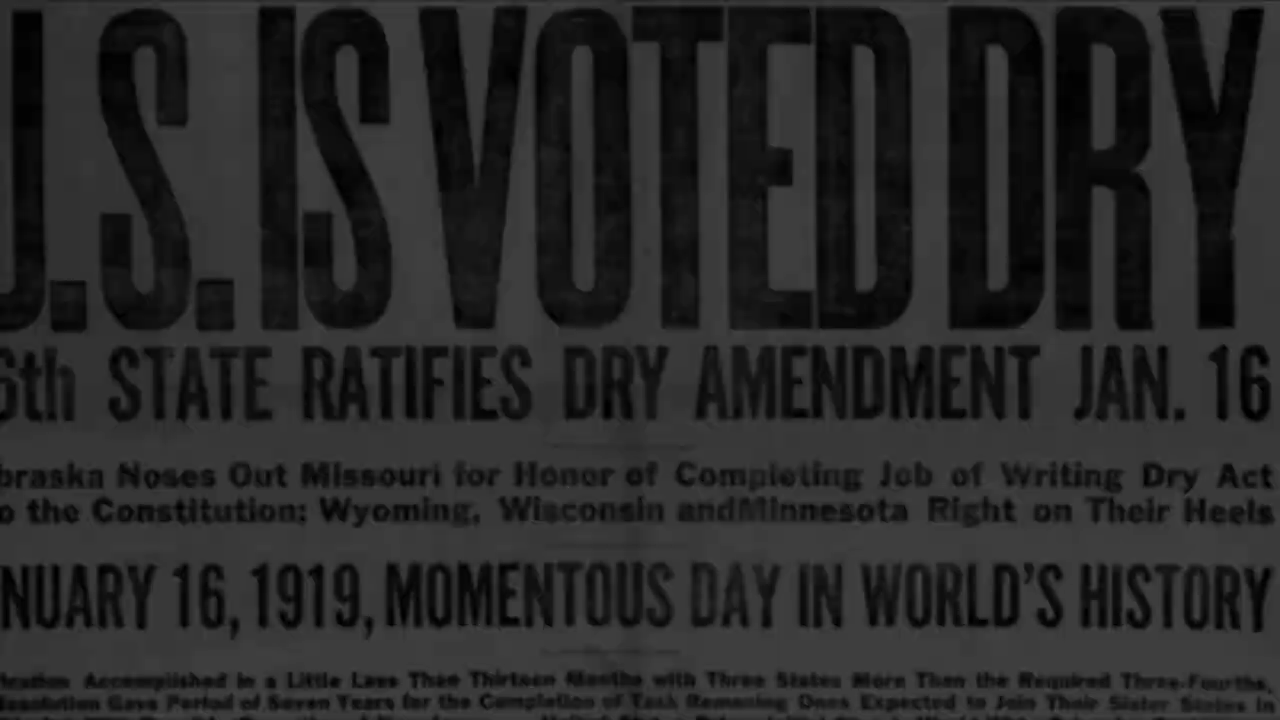 U.S. IS VOTED DRY
6th STATE RATIFIES DRY AMENDMENT JAN. 16
braska Noses Out Missouri for Honor of Completing Job of Writing Dry Act
o the Constitution; Wyoming, Wisconsin andMinnesota Right on Their Heels
NUARY 16, 1919, MOMENTOUS DAY IN WORLD'S HISTORY
Accomplished in a Little Less Than Thirteen Months with Three States More Than the Required Three-Fourths,
Gave Period of Seven Years for the Completion of Task Remaining Ones Expected to Join Their Sister States in